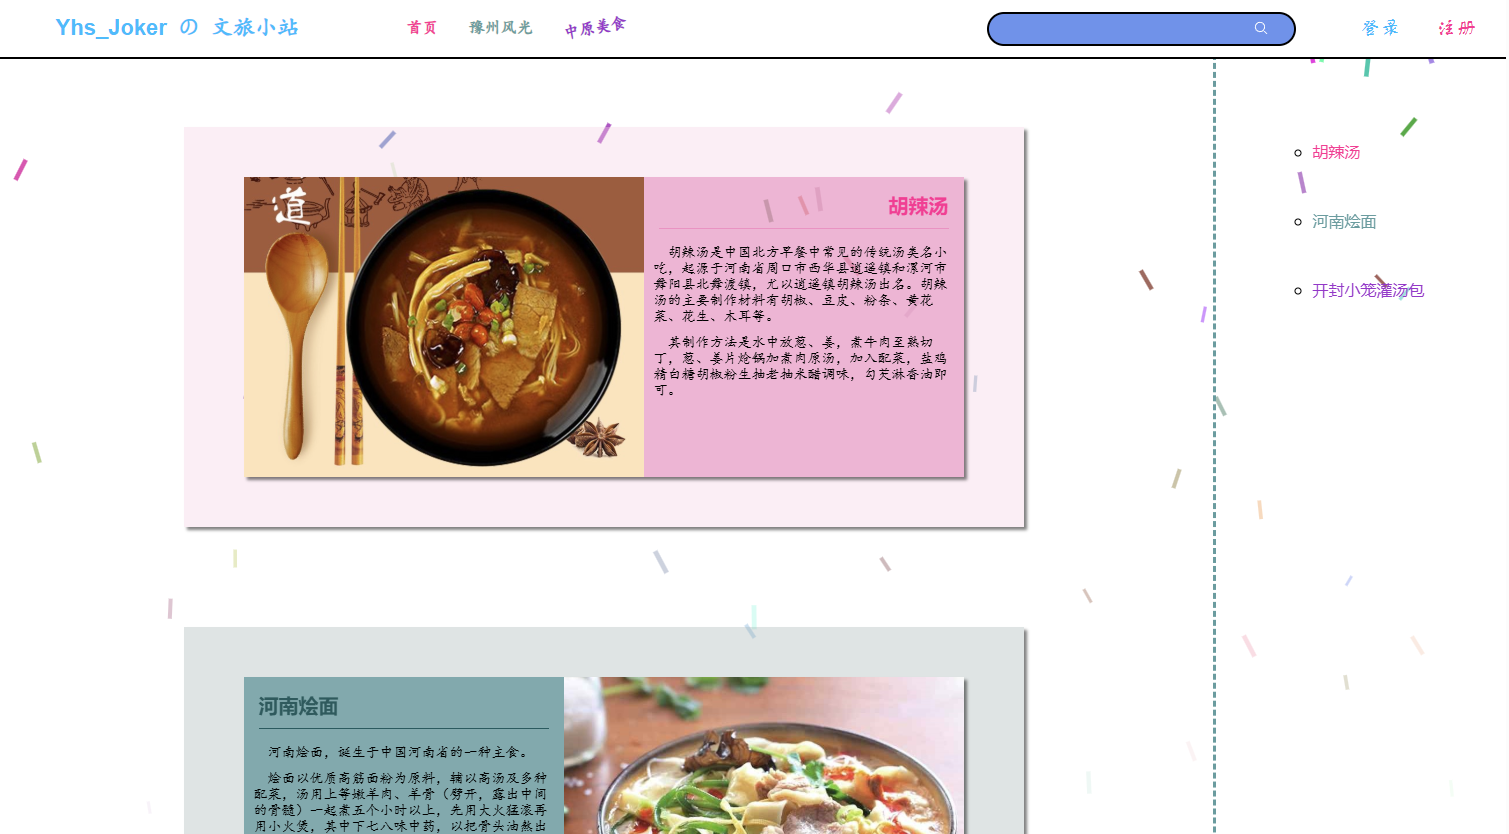 Yhs_Joker の 文旅小站
首页
豫州风光
中原美食
登录
注册
道
胡辣汤
胡辣汤是中国北方早餐中常见的传统汤类名小
吃，起源于河南省周口市西华县逍遥镇和漯河市
舞阳县北舞渡镇，尤以逍遥镇胡辣汤出名。胡辣
汤的主要制作材料有胡椒、豆皮、粉条、黄花
菜、花生、木耳等。
其制作方法是水中放葱、姜，煮牛肉至熟切
丁，葱、姜片炝锅加煮肉原汤，加入配菜，盐鸡
精白糖胡椒粉生抽老抽米醋调味，勾芡淋香油即
可。
河南烩面
河南烩面，诞生于中国河南省的一种主食。
烩面以优质高筋面粉为原料，辅以高汤及多种
配菜，汤用上等嫩羊肉、羊骨（劈开，露出中间
的骨髓）一起煮五个小时以上，先用大火猛滚再
用小火煲，其中下七八味中药，以把骨头油熬出
胡辣汤
河南烩面
开封小笼灌汤包